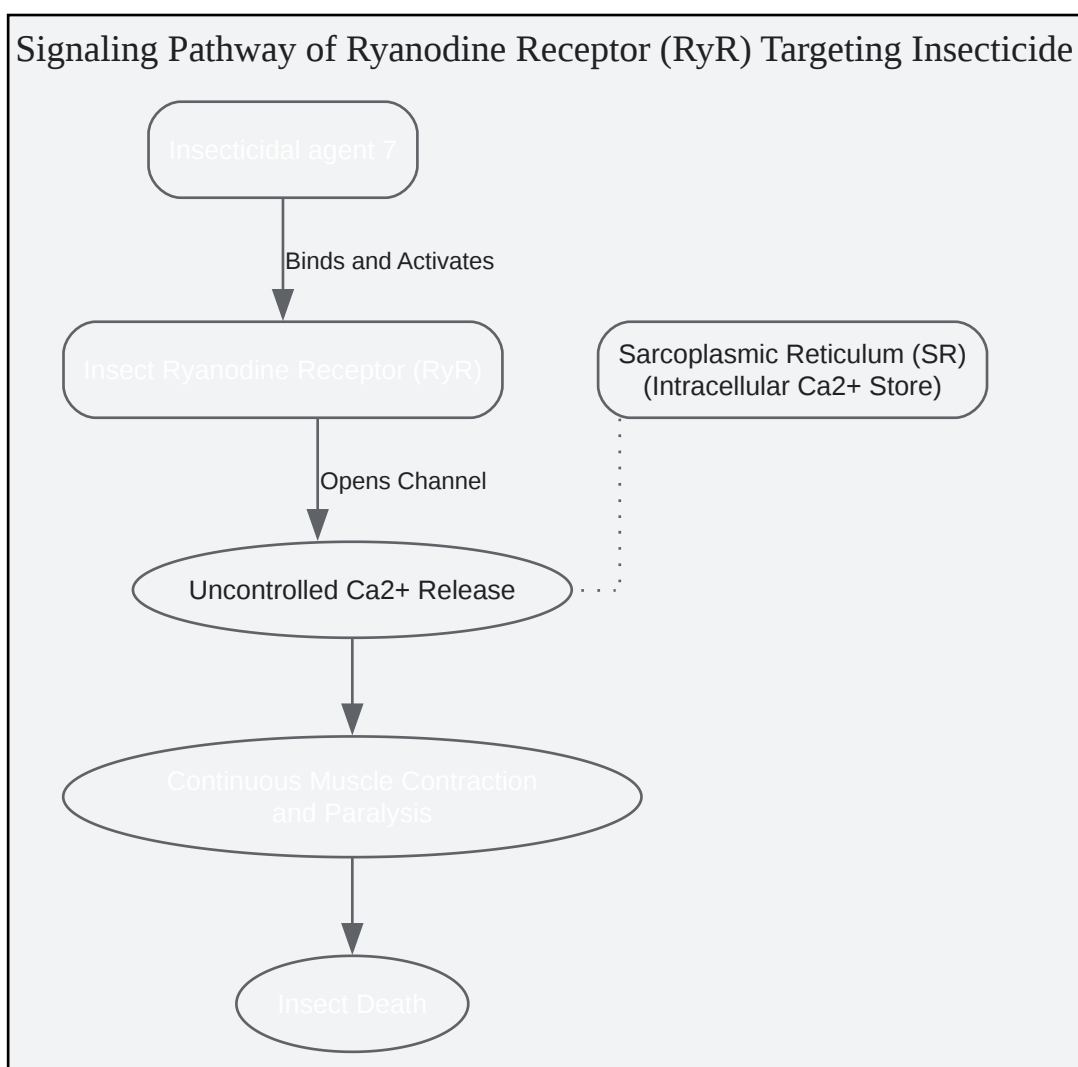 Signaling Pathway of Ryanodine Receptor (RyR) Targeting Insecticide
Insecticidal agent 7
Binds and Activates
Insect Ryanodine Receptor (RyR)
Sarcoplasmic Reticulum (SR)
(Intracellular Ca2+ Store)
Opens Channel
Uncontrolled Ca2+ Release
Continuous Muscle Contraction
and Paralysis
Insect Death